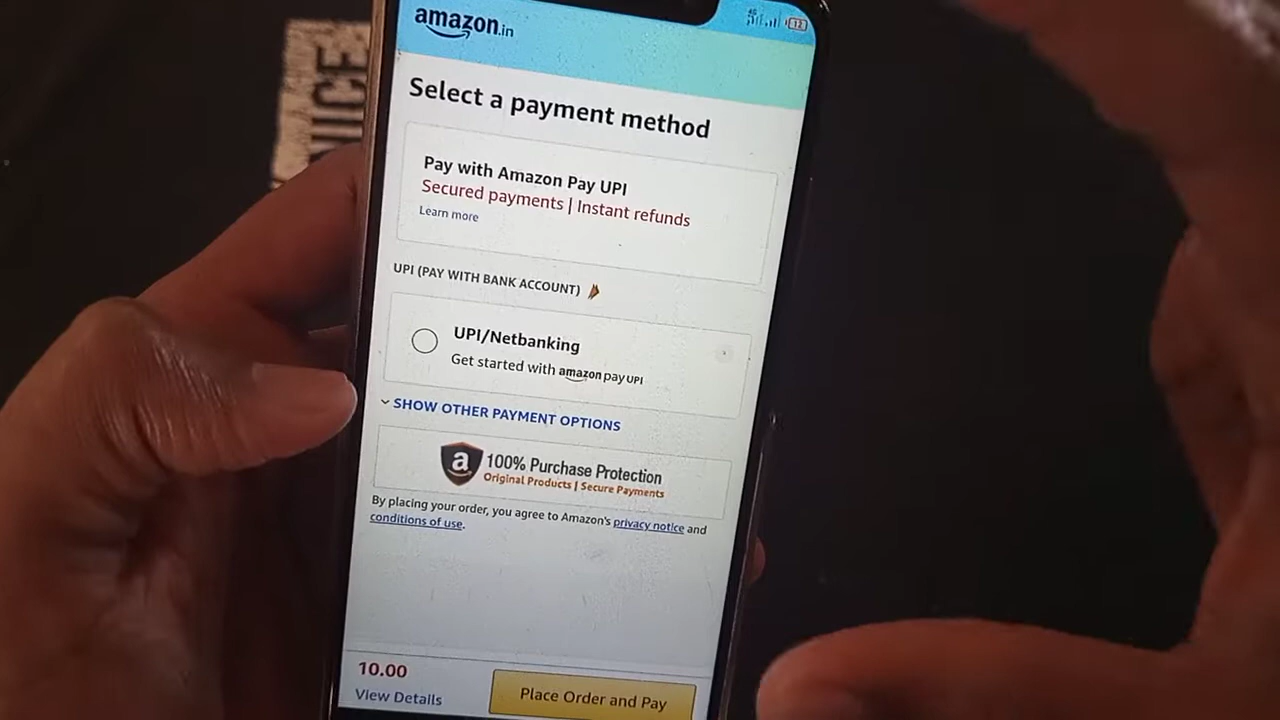 amazon.in
12
4G
NICE
Select a payment method
Pay with Amazon Pay UPI
Secured payments | Instant refunds
Learn more
UPI (PAY WITH BANK ACCOUNT)
UPI/Netbanking
Get started with amazon pay UPI
SHOW OTHER PAYMENT OPTIONS
a
100% Purchase Protection
Original Products | Secure Payments
By placing your order, you agree to Amazon's privacy notice and
conditions of use.
10.00
View Details
Place Order and Pay